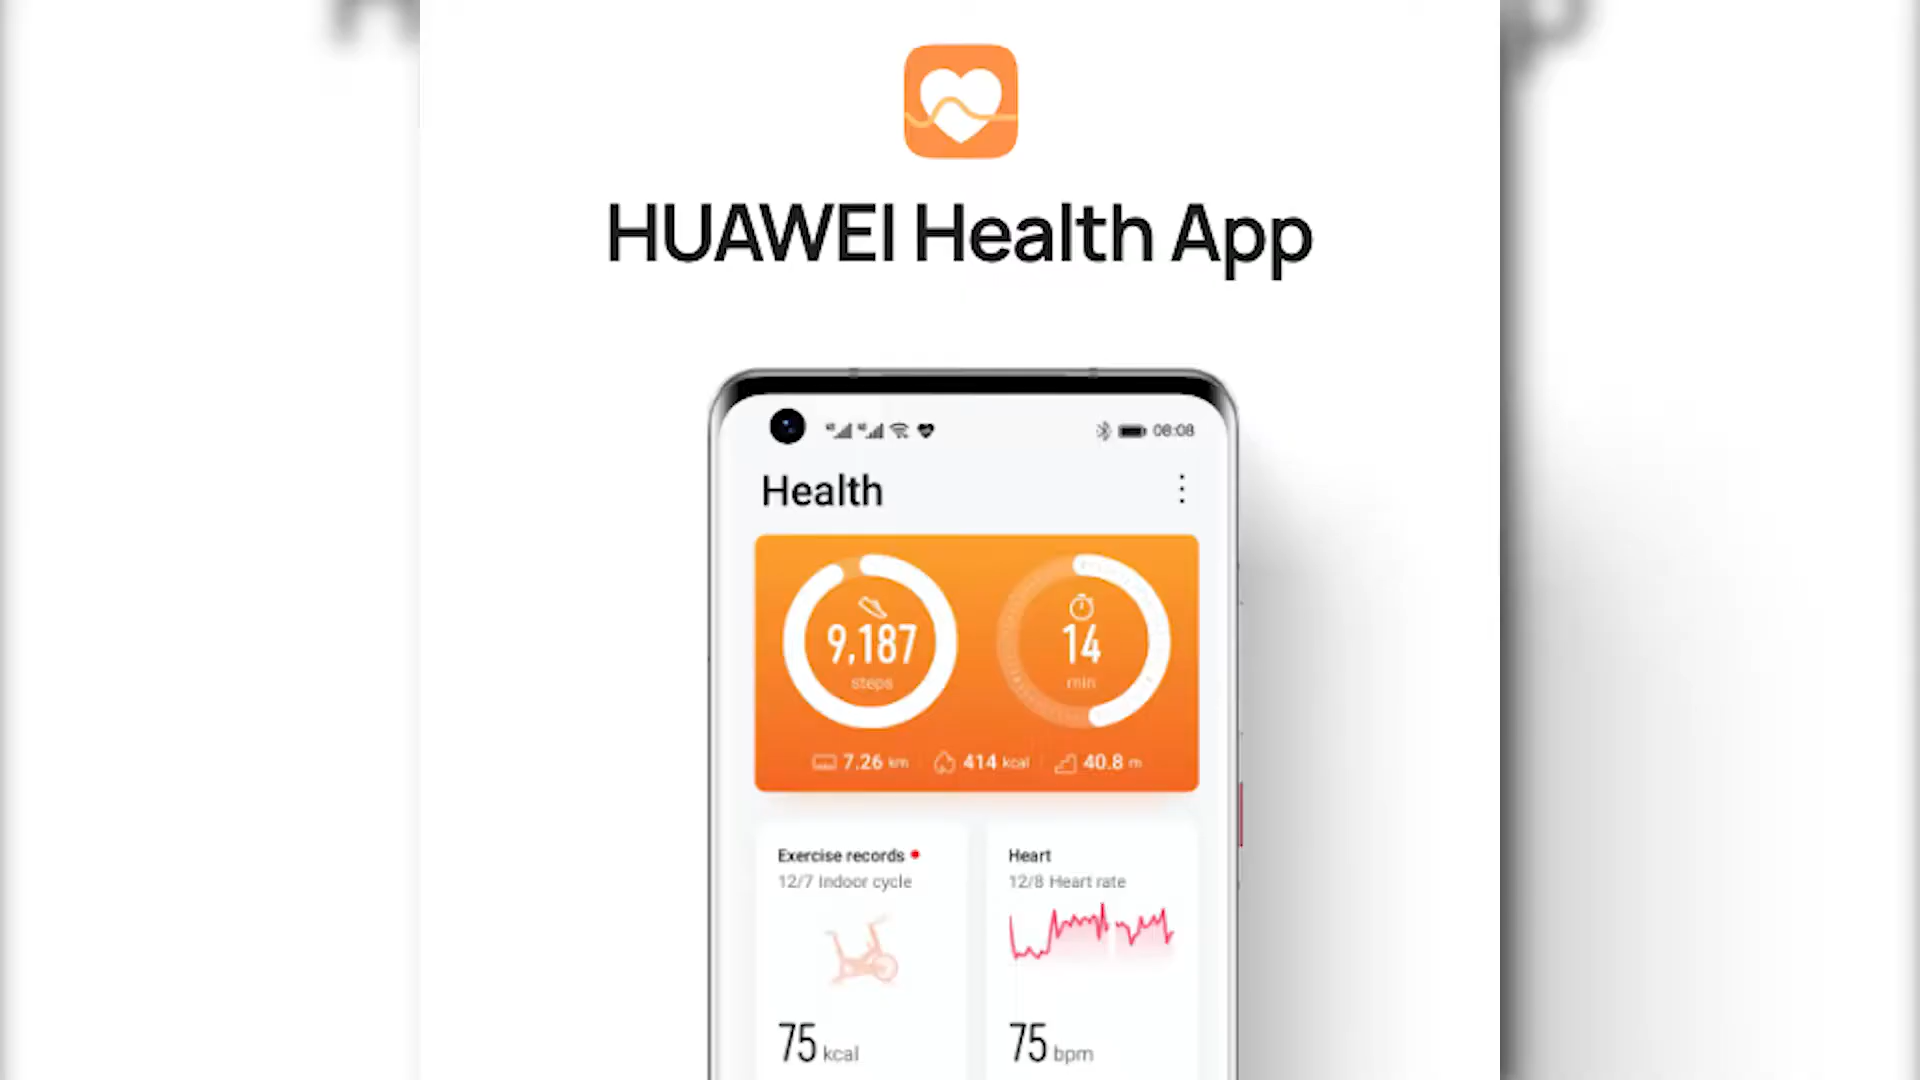 HUAWEI Health App
08:08
Health
9,187
steps
14
min
7.26 km
414 kcal
40.8 m
Exercise records
12/7 Indoor cycle
75 kcal
Heart
12/8 Heart rate
75 bpm